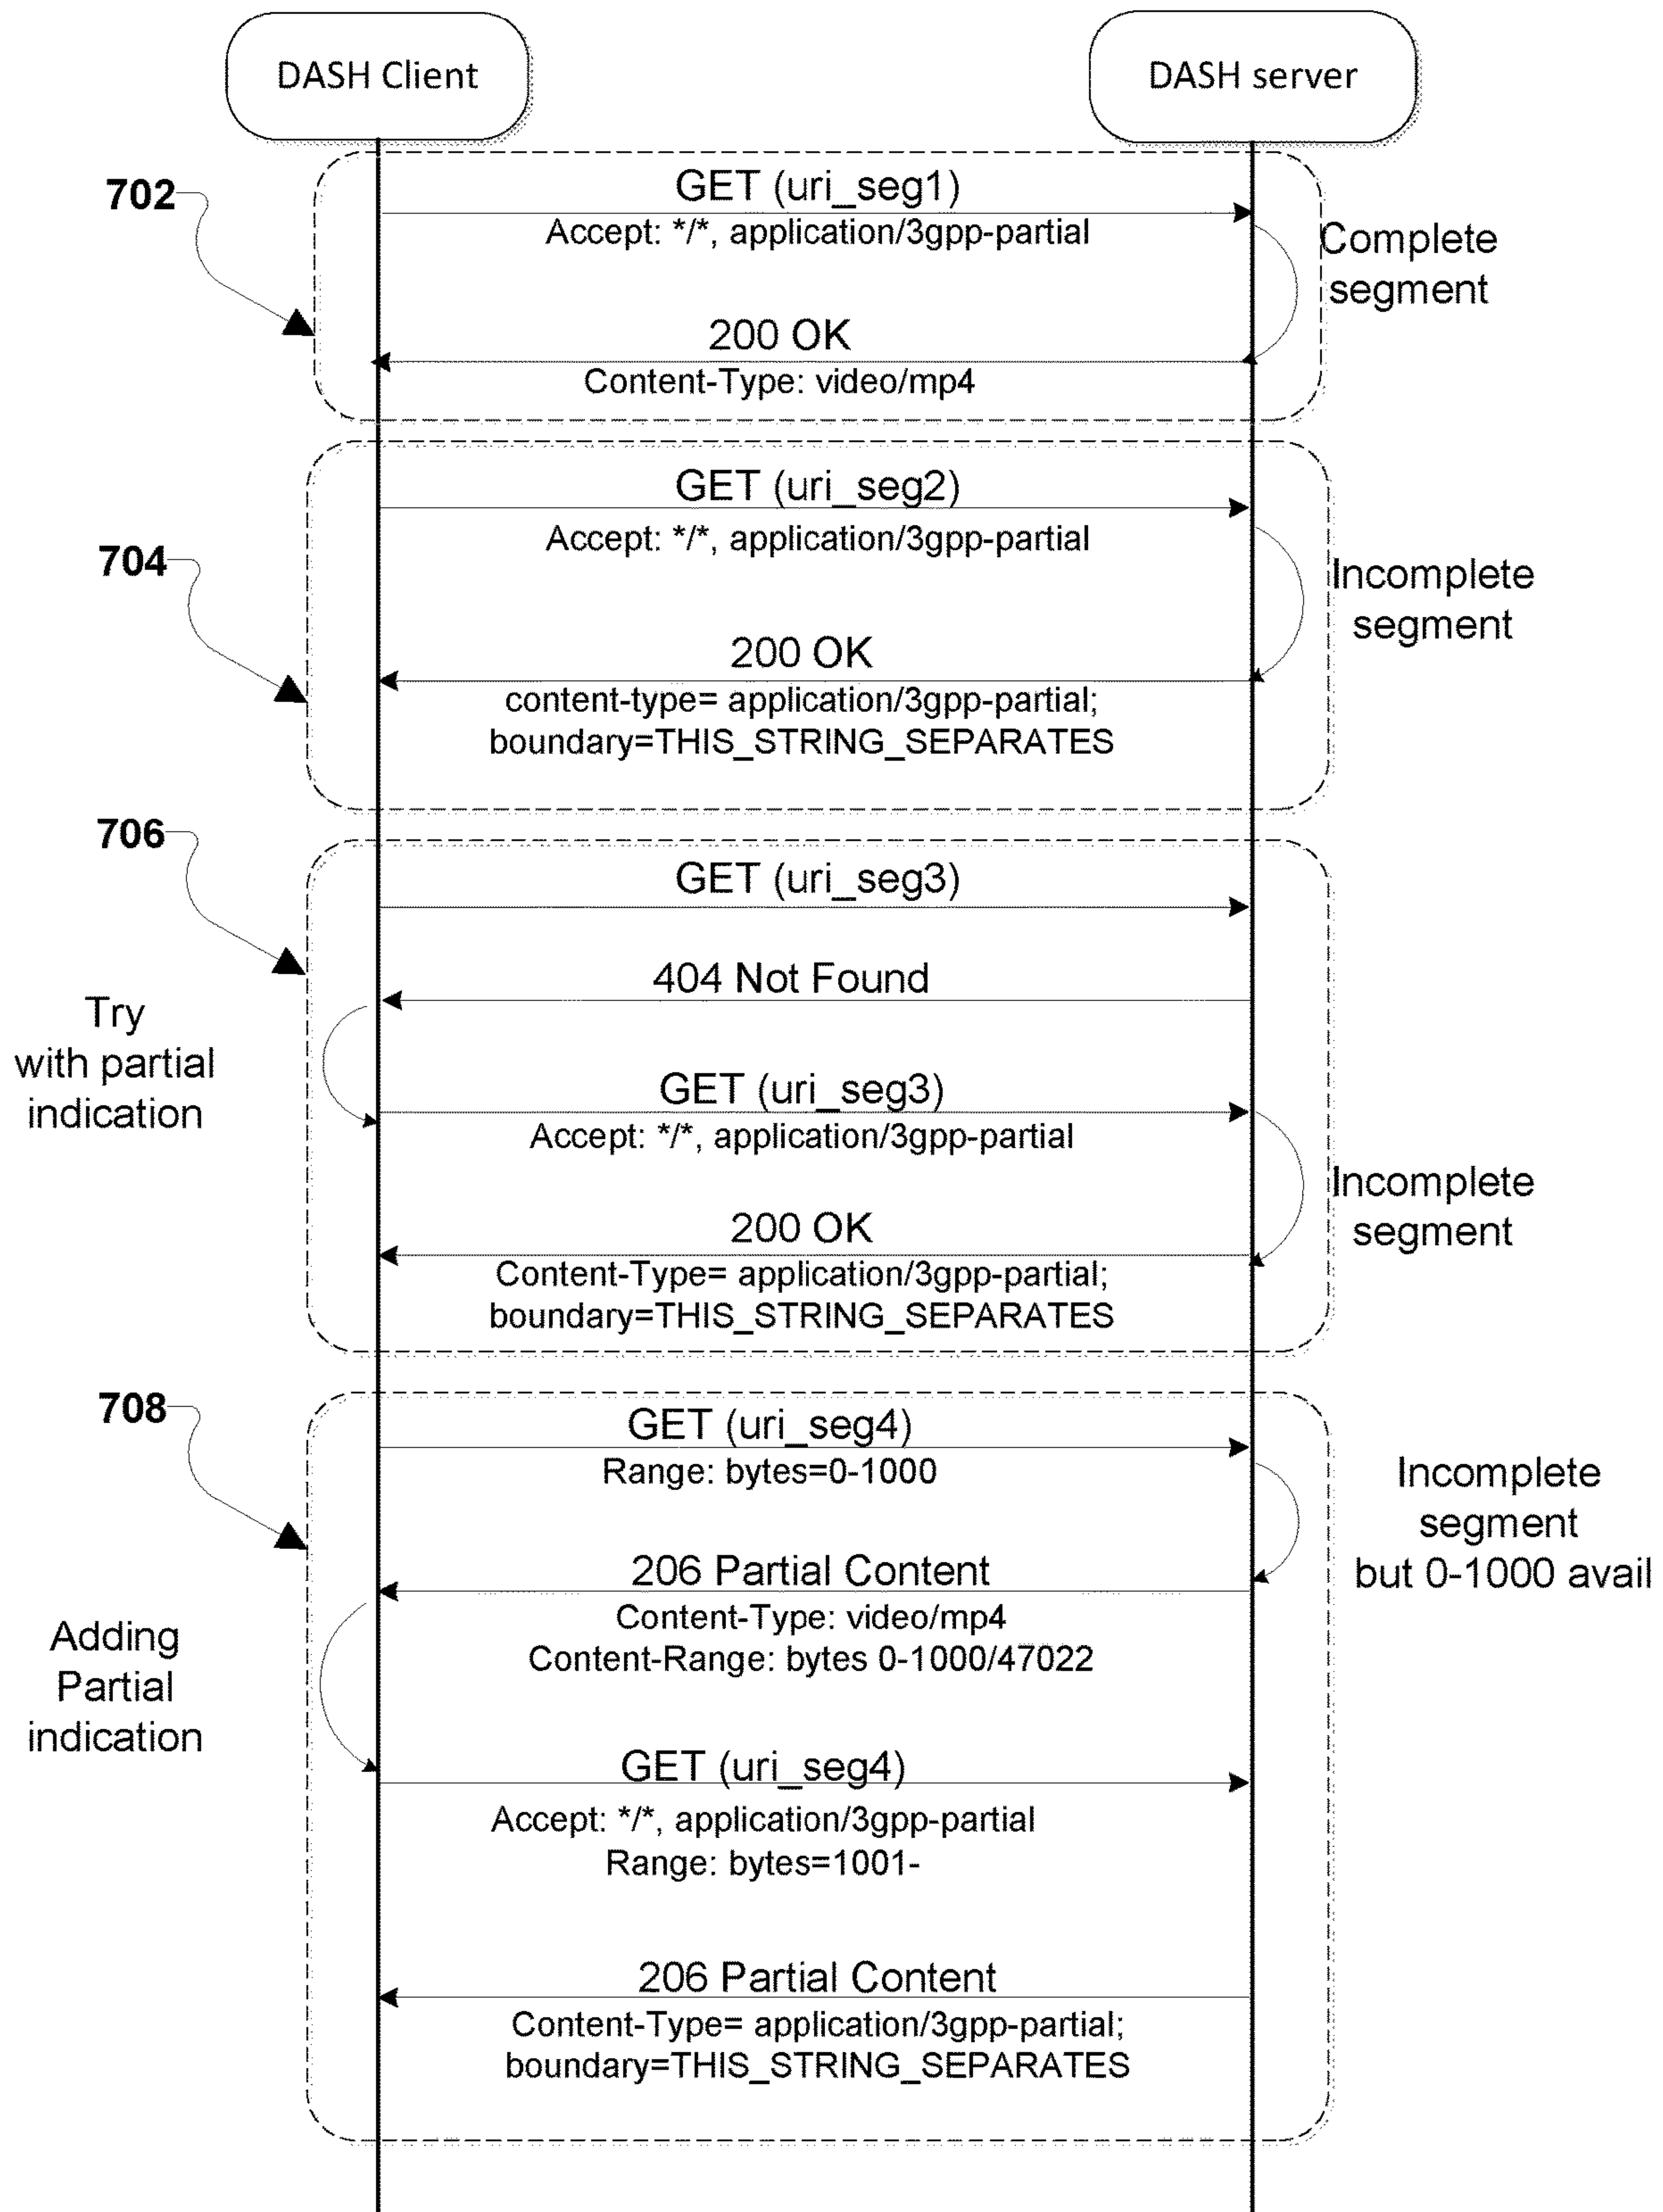 DASH Client
DASH server
702
GET (uri_seg1)
Accept: */*, application/3gpp-partial
Complete
segment
200 OK
Content-Type: video/mp4
704
GET (uri_seg2)
Accept: */*, application/3gpp-partial
Incomplete
segment
200 OK
content-type= application/3gpp-partial;
boundary=THIS_STRING_SEPARATES
706
GET (uri_seg3)
404 Not Found
Try
with partial
indication
GET (uri_seg3)
Accept: */*, application/3gpp-partial
Incomplete
segment
200 OK
Content-Type= application/3gpp-partial;
boundary=THIS_STRING_SEPARATES
708
GET (uri_seg4)
Range: bytes=0-1000
Incomplete
segment
but 0-1000 avail
206 Partial Content
Content-Type: video/mp4
Content-Range: bytes 0-1000/47022
Adding
Partial
indication
GET (uri_seg4)
Accept: */*, application/3gpp-partial
Range: bytes=1001-
206 Partial Content
Content-Type= application/3gpp-partial;
boundary=THIS_STRING_SEPARATES